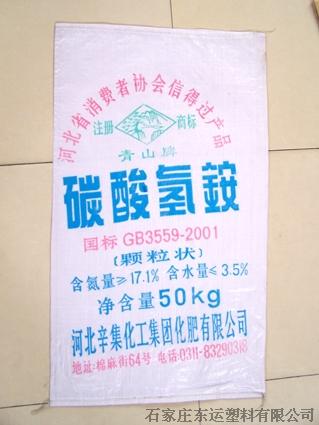 河北省消费者协会信得过产品
注册 商标
青山牌
碳酸氢銨
国标 GB3559-2001
(颗粒状)
含氮量≥17.1% 含水量≤3.5%
净含量50kg
河北辛集化工集团化肥有限公司
地址:棉麻街64号 电话:0311-83290318
石家庄东运塑料有限公司